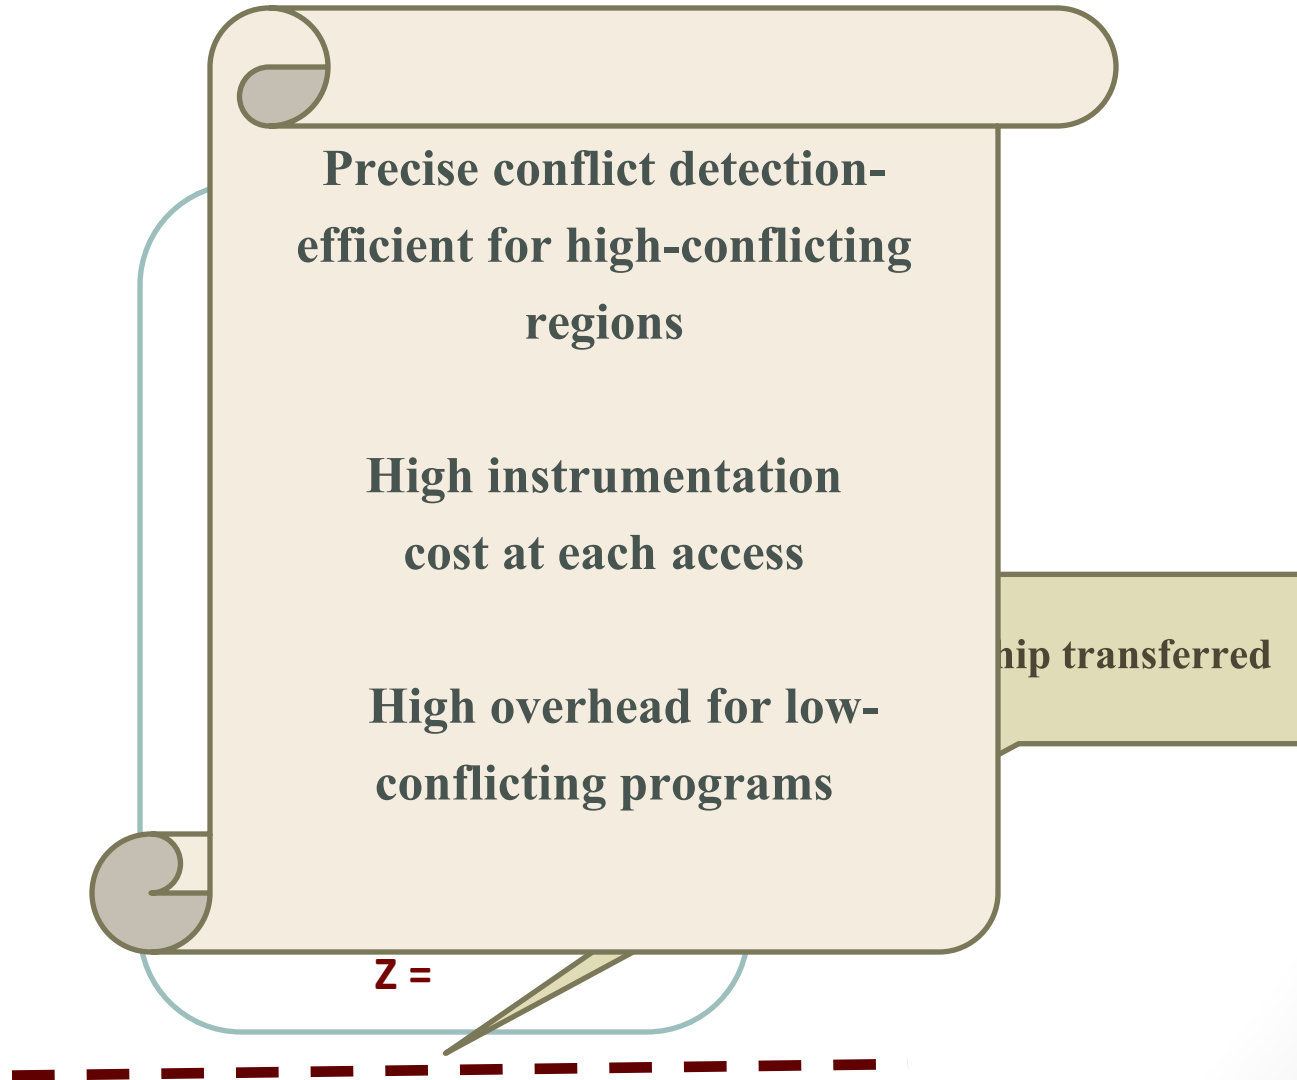 Precise conflict detection-
efficient for high-conflicting
regions
High instrumentation
cost at each access
transferred
High overhead for low-
conflicting programs
Z =